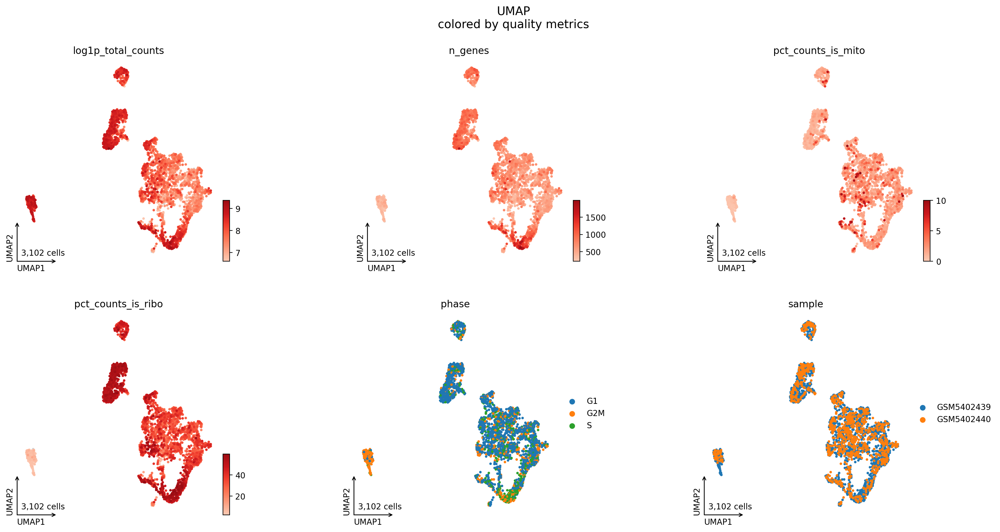 UMAP
colored by quality metrics
log1p_total_counts
n_genes
pct_counts_is_mito
9
8
7
UMAP2
3,102 cells
UMAP1
1500
1000
500
UMAP2
3,102 cells
UMAP1
10
5
0
UMAP2
3,102 cells
UMAP1
pct_counts_is_ribo
phase
sample
40
20
UMAP2
3,102 cells
UMAP1
G1
G2M
S
UMAP2
3,102 cells
UMAP1
GSM5402439
GSM5402440
UMAP2
3,102 cells
UMAP1